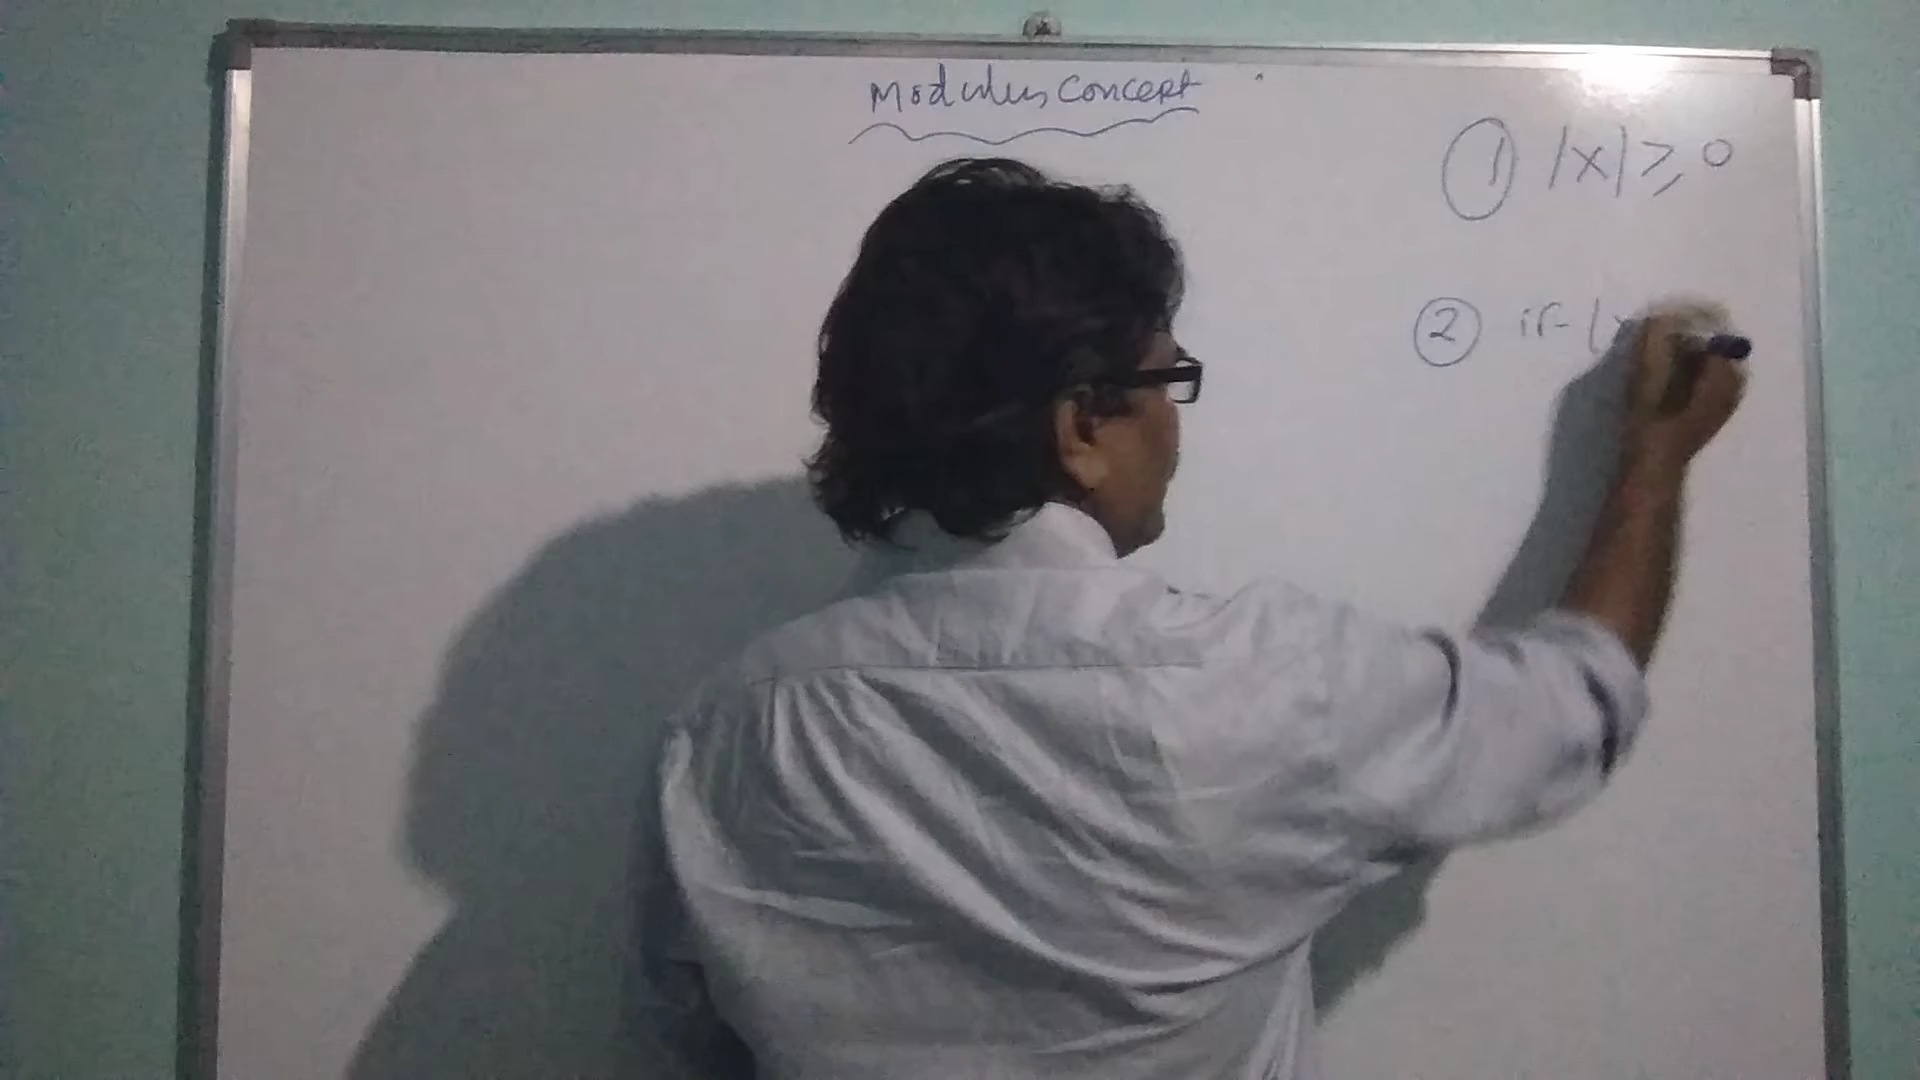 Modulus Concept
① |x| ≥ 0
② if |x